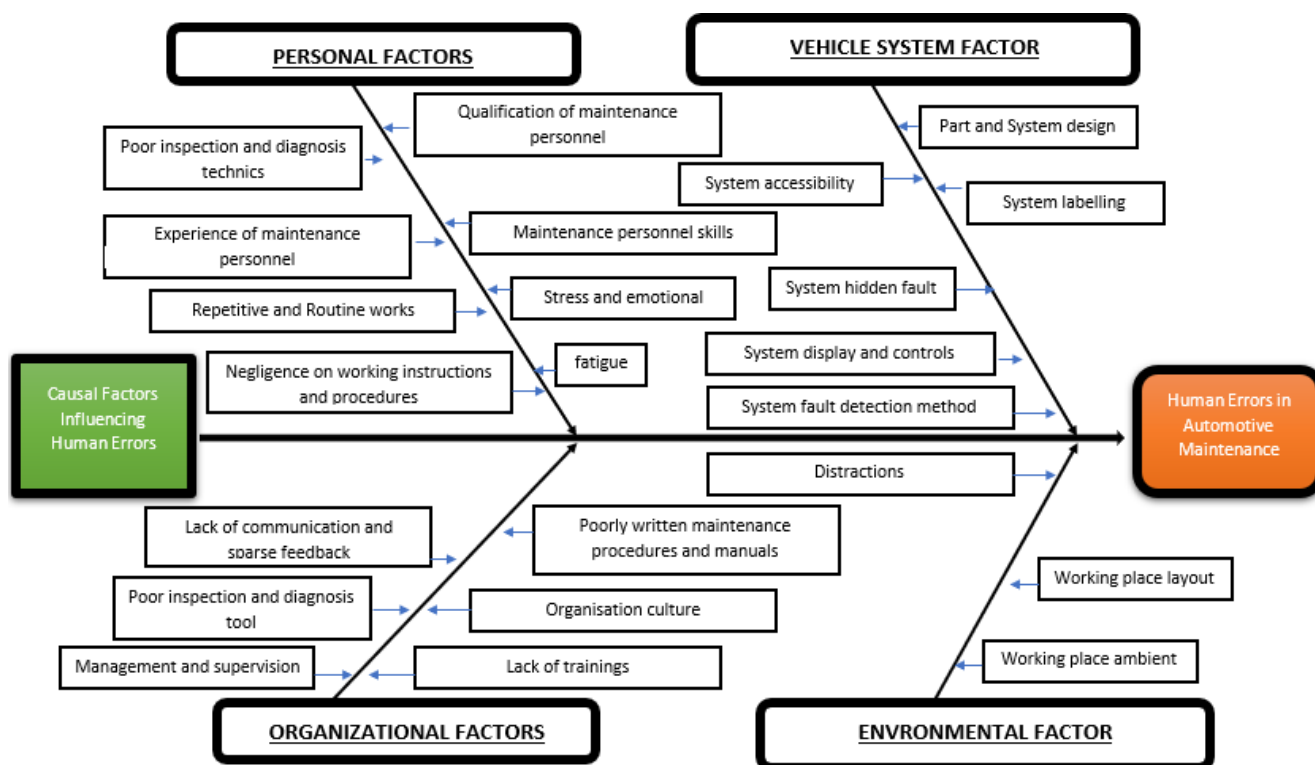 PERSONAL FACTORS
VEHICLE SYSTEM FACTOR
Qualification of maintenance
personnel
Poor inspection and diagnosis
technics
Part and System design
System accessibility
System labelling
Experience of maintenance
personnel
Maintenance personnel skills
Repetitive and Routine works
Stress and emotional
System hidden fault
Negligence on working instructions
and procedures
fatigue
System display and controls
System fault detection method
Causal Factors
Influencing
Human Errors
Human Errors in
Automotive
Maintenance
Distractions
Lack of communication and
sparse feedback
Poorly written maintenance
procedures and manuals
Working place layout
Poor inspection and diagnosis
tool
Organisation culture
Management and supervision
Lack of trainings
Working place ambient
ORGANIZATIONAL FACTORS
ENVIRONMENTAL FACTOR